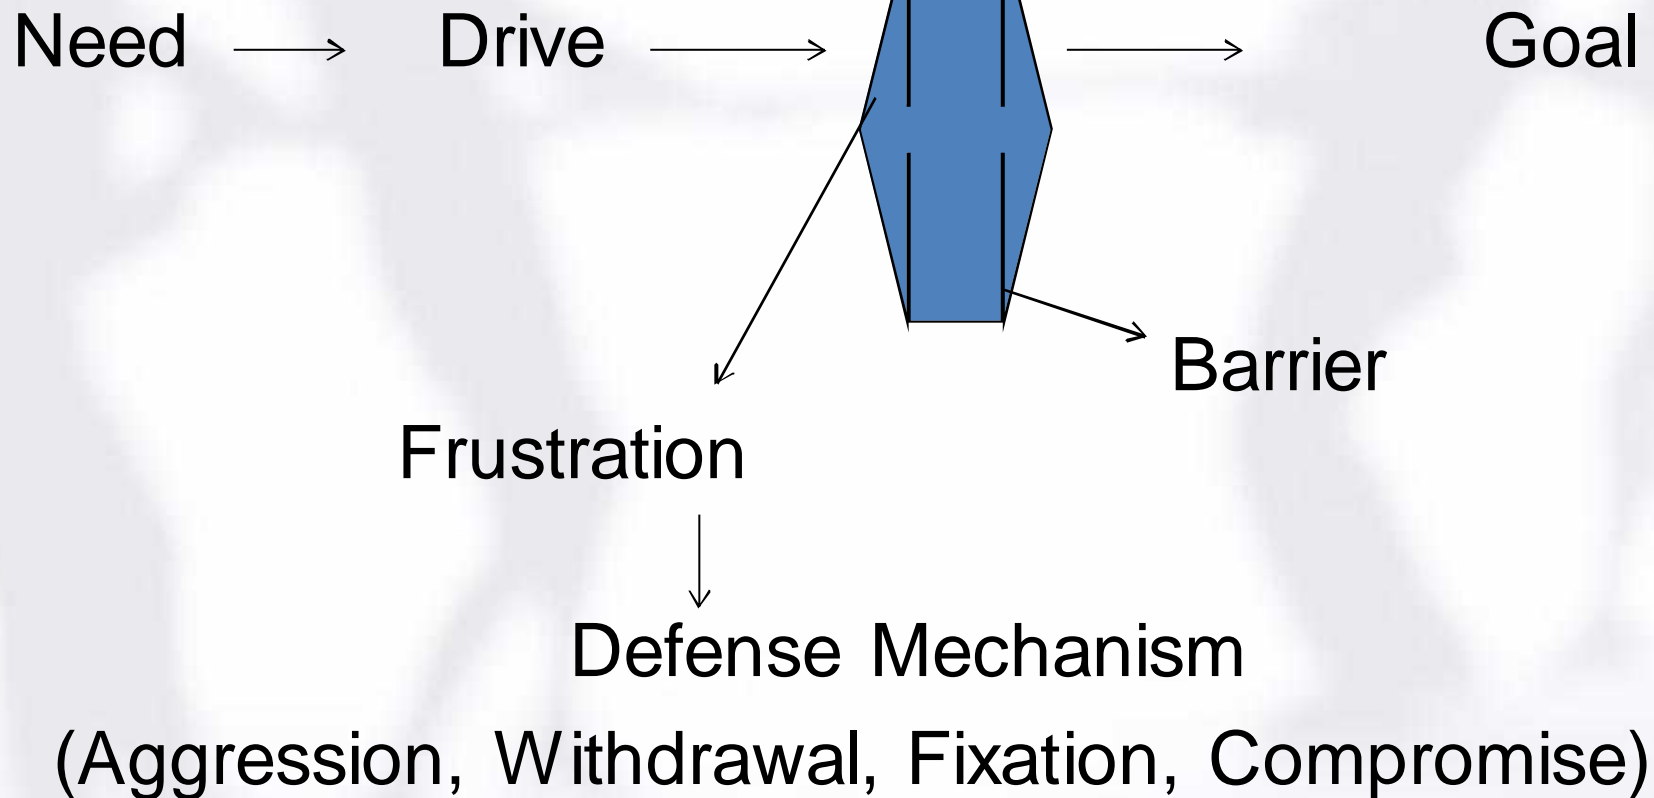 Need Drive Goal
Barrier
Frustration
Defense Mechanism
(Aggression, Withdrawal, Fixation, Compromise)